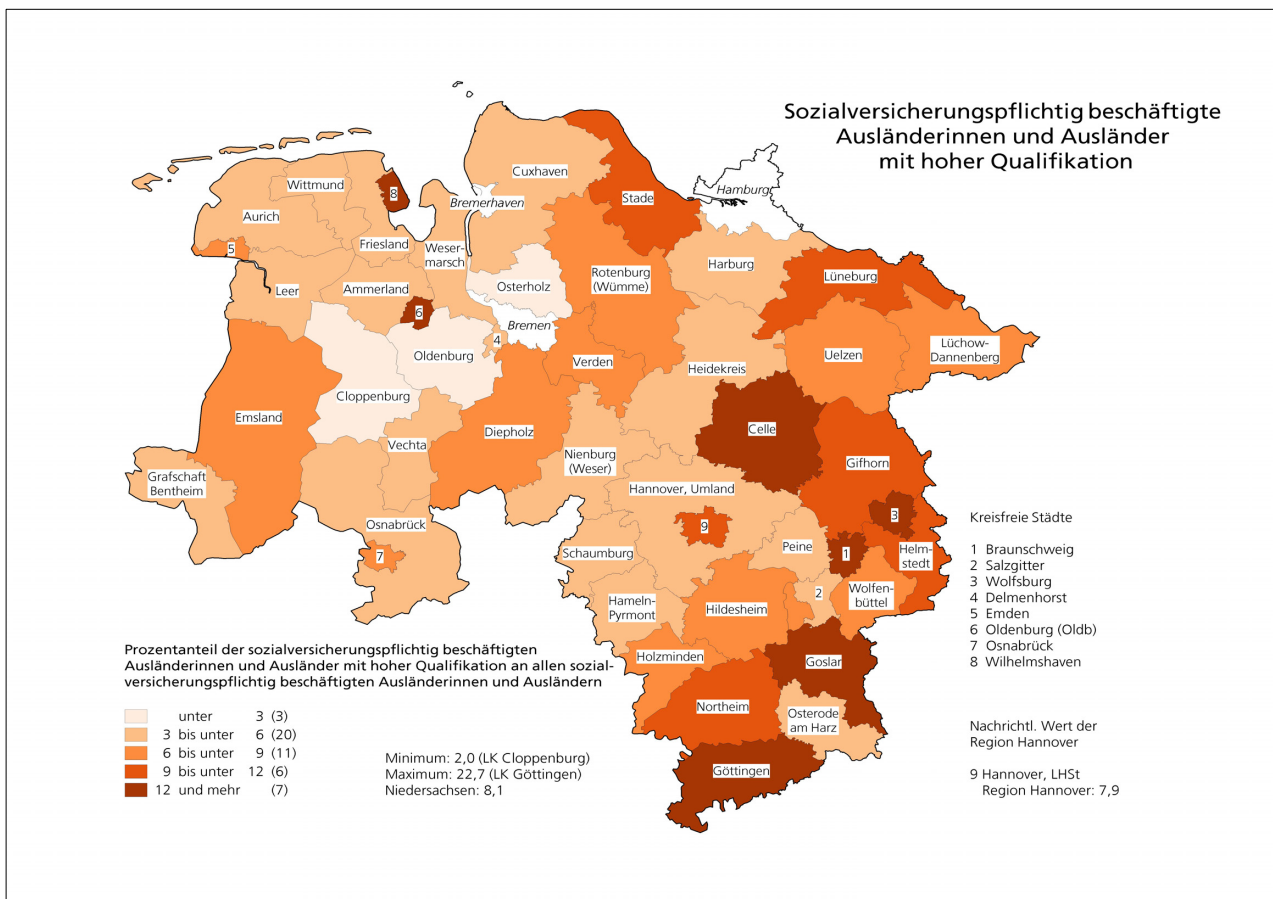 Sozialversicherungspflichtig beschäftigte
Ausländerinnen und Ausländer
mit hoher Qualifikation
Cuxhaven
Wittmund
8
Bremerhaven
Hamburg
Stade
Aurich
5
Friesland
Weser-
marsch
Harburg
Rotenburg
(Wümme)
Lüneburg
Leer
Ammerland
Osterholz
6
Bremen
4
Oldenburg
Lüchow-
Dannenberg
Uelzen
Verden
Heidekreis
Cloppenburg
Emsland
Celle
Diepholz
Vechta
Nienburg
(Weser)
Gifhorn
Grafschaft
Bentheim
Hannover, Umland
3
Osnabrück
9
7
Schaumburg
Peine
1
Helm-
stedt
2
Wolfen-
büttel
Hameln-
Pyrmont
Hildesheim
Holzminden
Goslar
Northeim
Osterode
am Harz
Göttingen
Kreisfreie Städte
1 Braunschweig
2 Salzgitter
3 Wolfsburg
4 Delmenhorst
5 Emden
6 Oldenburg (Oldb)
7 Osnabrück
8 Wilhelmshaven
Nachrichtl. Wert der
Region Hannover
9 Hannover, LHSt
Region Hannover: 7,9
Prozentanteil der sozialversicherungspflichtig beschäftigten
Ausländerinnen und Ausländer mit hoher Qualifikation an allen sozial-
versicherungspflichtig beschäftigten Ausländerinnen und Ausländern
unter 3 (3)
3 bis unter 6 (20)
6 bis unter 9 (11)
9 bis unter 12 (6)
12 und mehr (7)
Minimum: 2,0 (LK Cloppenburg)
Maximum: 22,7 (LK Göttingen)
Niedersachsen: 8,1